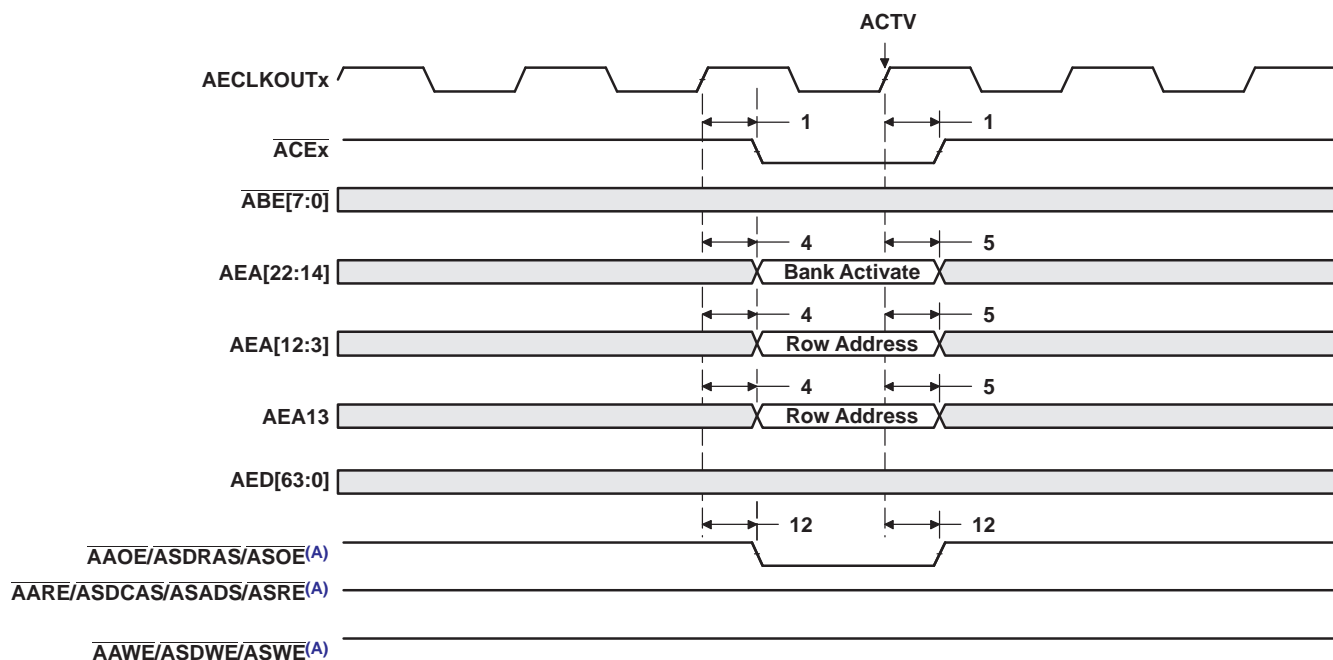 ACTV
AECLKOUTx
1 1
ACEx
ABE[7:0]
4 5
AEA[22:14] Bank Activate
4 5
AEA[12:3] Row Address
4 5
AEA13 Row Address
AED[63:0]
12 12
AAOE/ASDRAS/ASOE(A)
AARE/ASDCAS/ASADS/ASRE(A)
AAWE/ASDWE/ASWE(A)